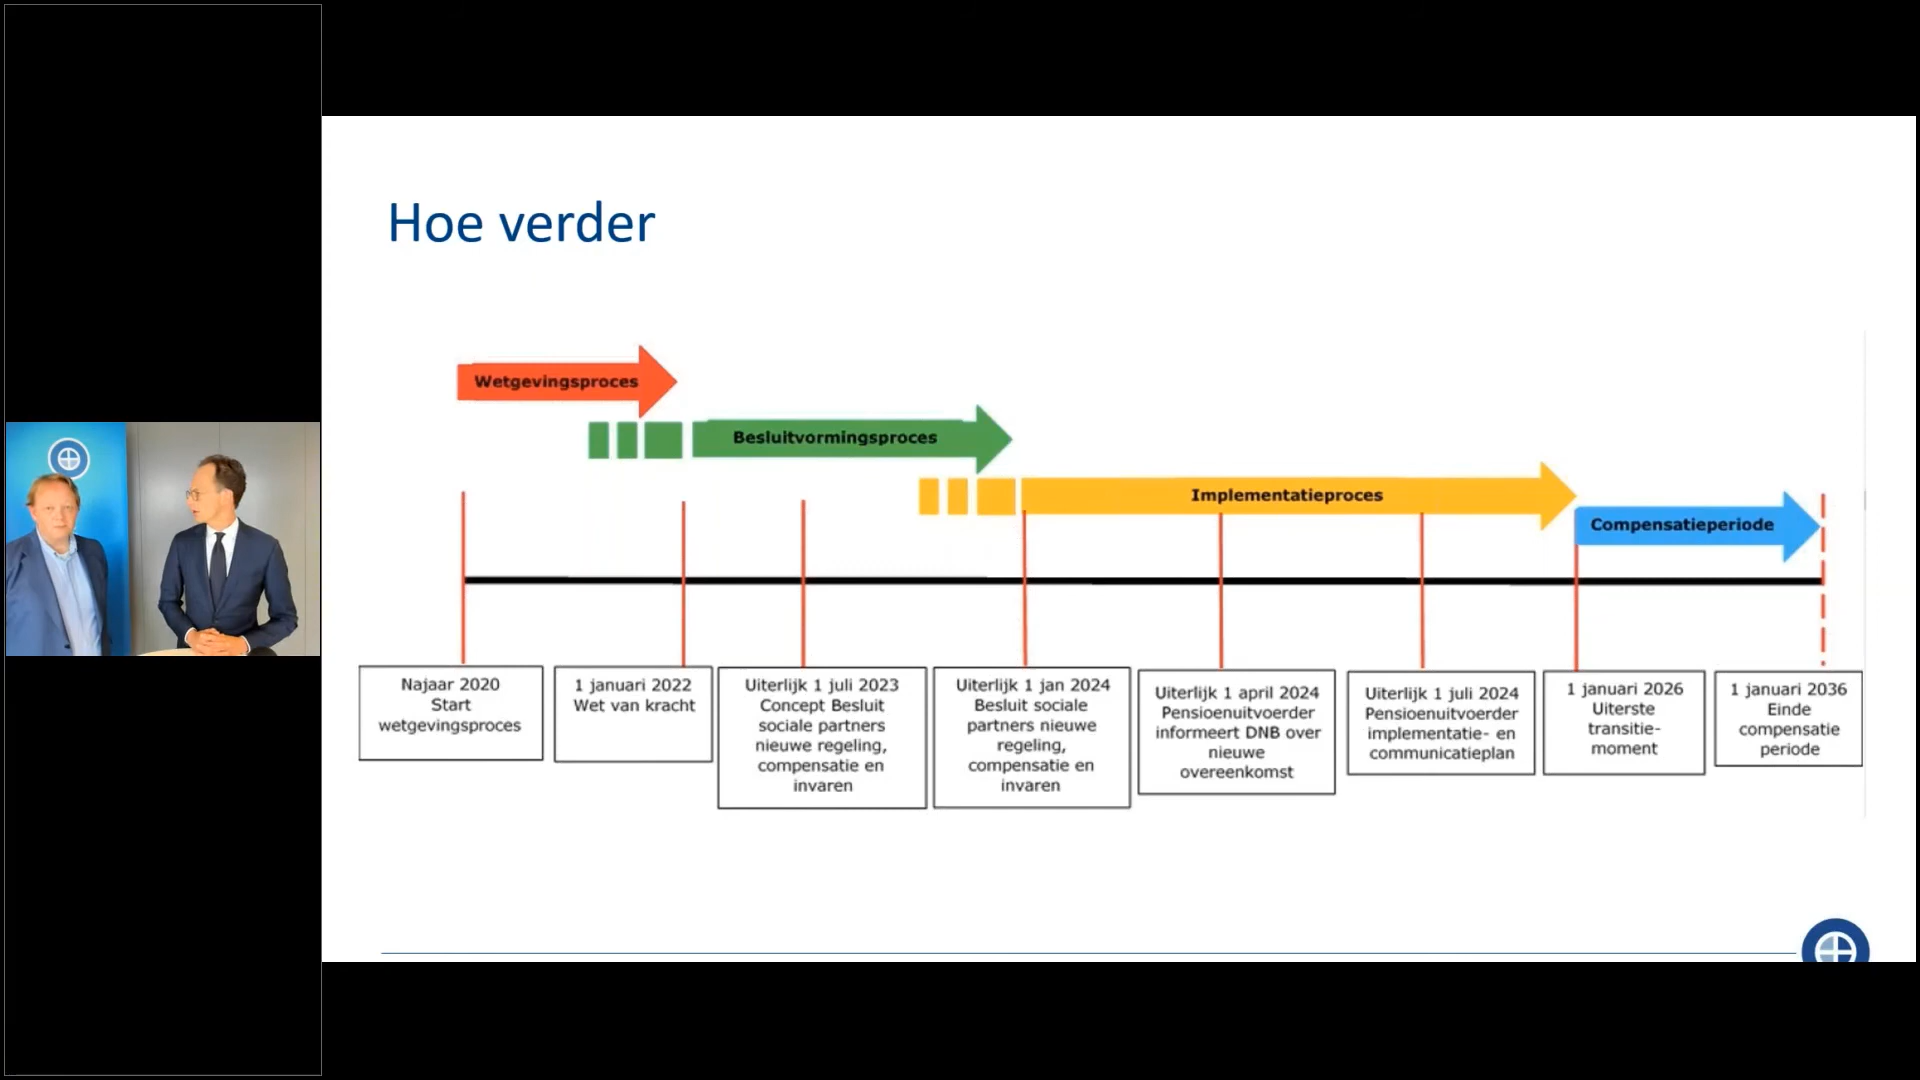 Hoe verder
Wetgevingsproces
Besluitvormingsproces
Implementatieproces
Compensatieperiode
Najaar 2020
Start
wetgevingsproces
1 januari 2022
Wet van kracht
Uiterlijk 1 juli 2023
Concept Besluit
sociale partners
nieuwe regeling,
compensatie en
invaren
Uiterlijk 1 jan 2024
Besluit sociale
partners nieuwe
regeling,
compensatie en
invaren
Uiterlijk 1 april 2024
Pensioenuitvoerder
informeert DNB over
nieuwe
overeenkomst
Uiterlijk 1 juli 2024
Pensioenuitvoerder
implementatie- en
communicatieplan
1 januari 2026
Uiterste
transitie-
moment
1 januari 2036
Einde
compensatie
periode